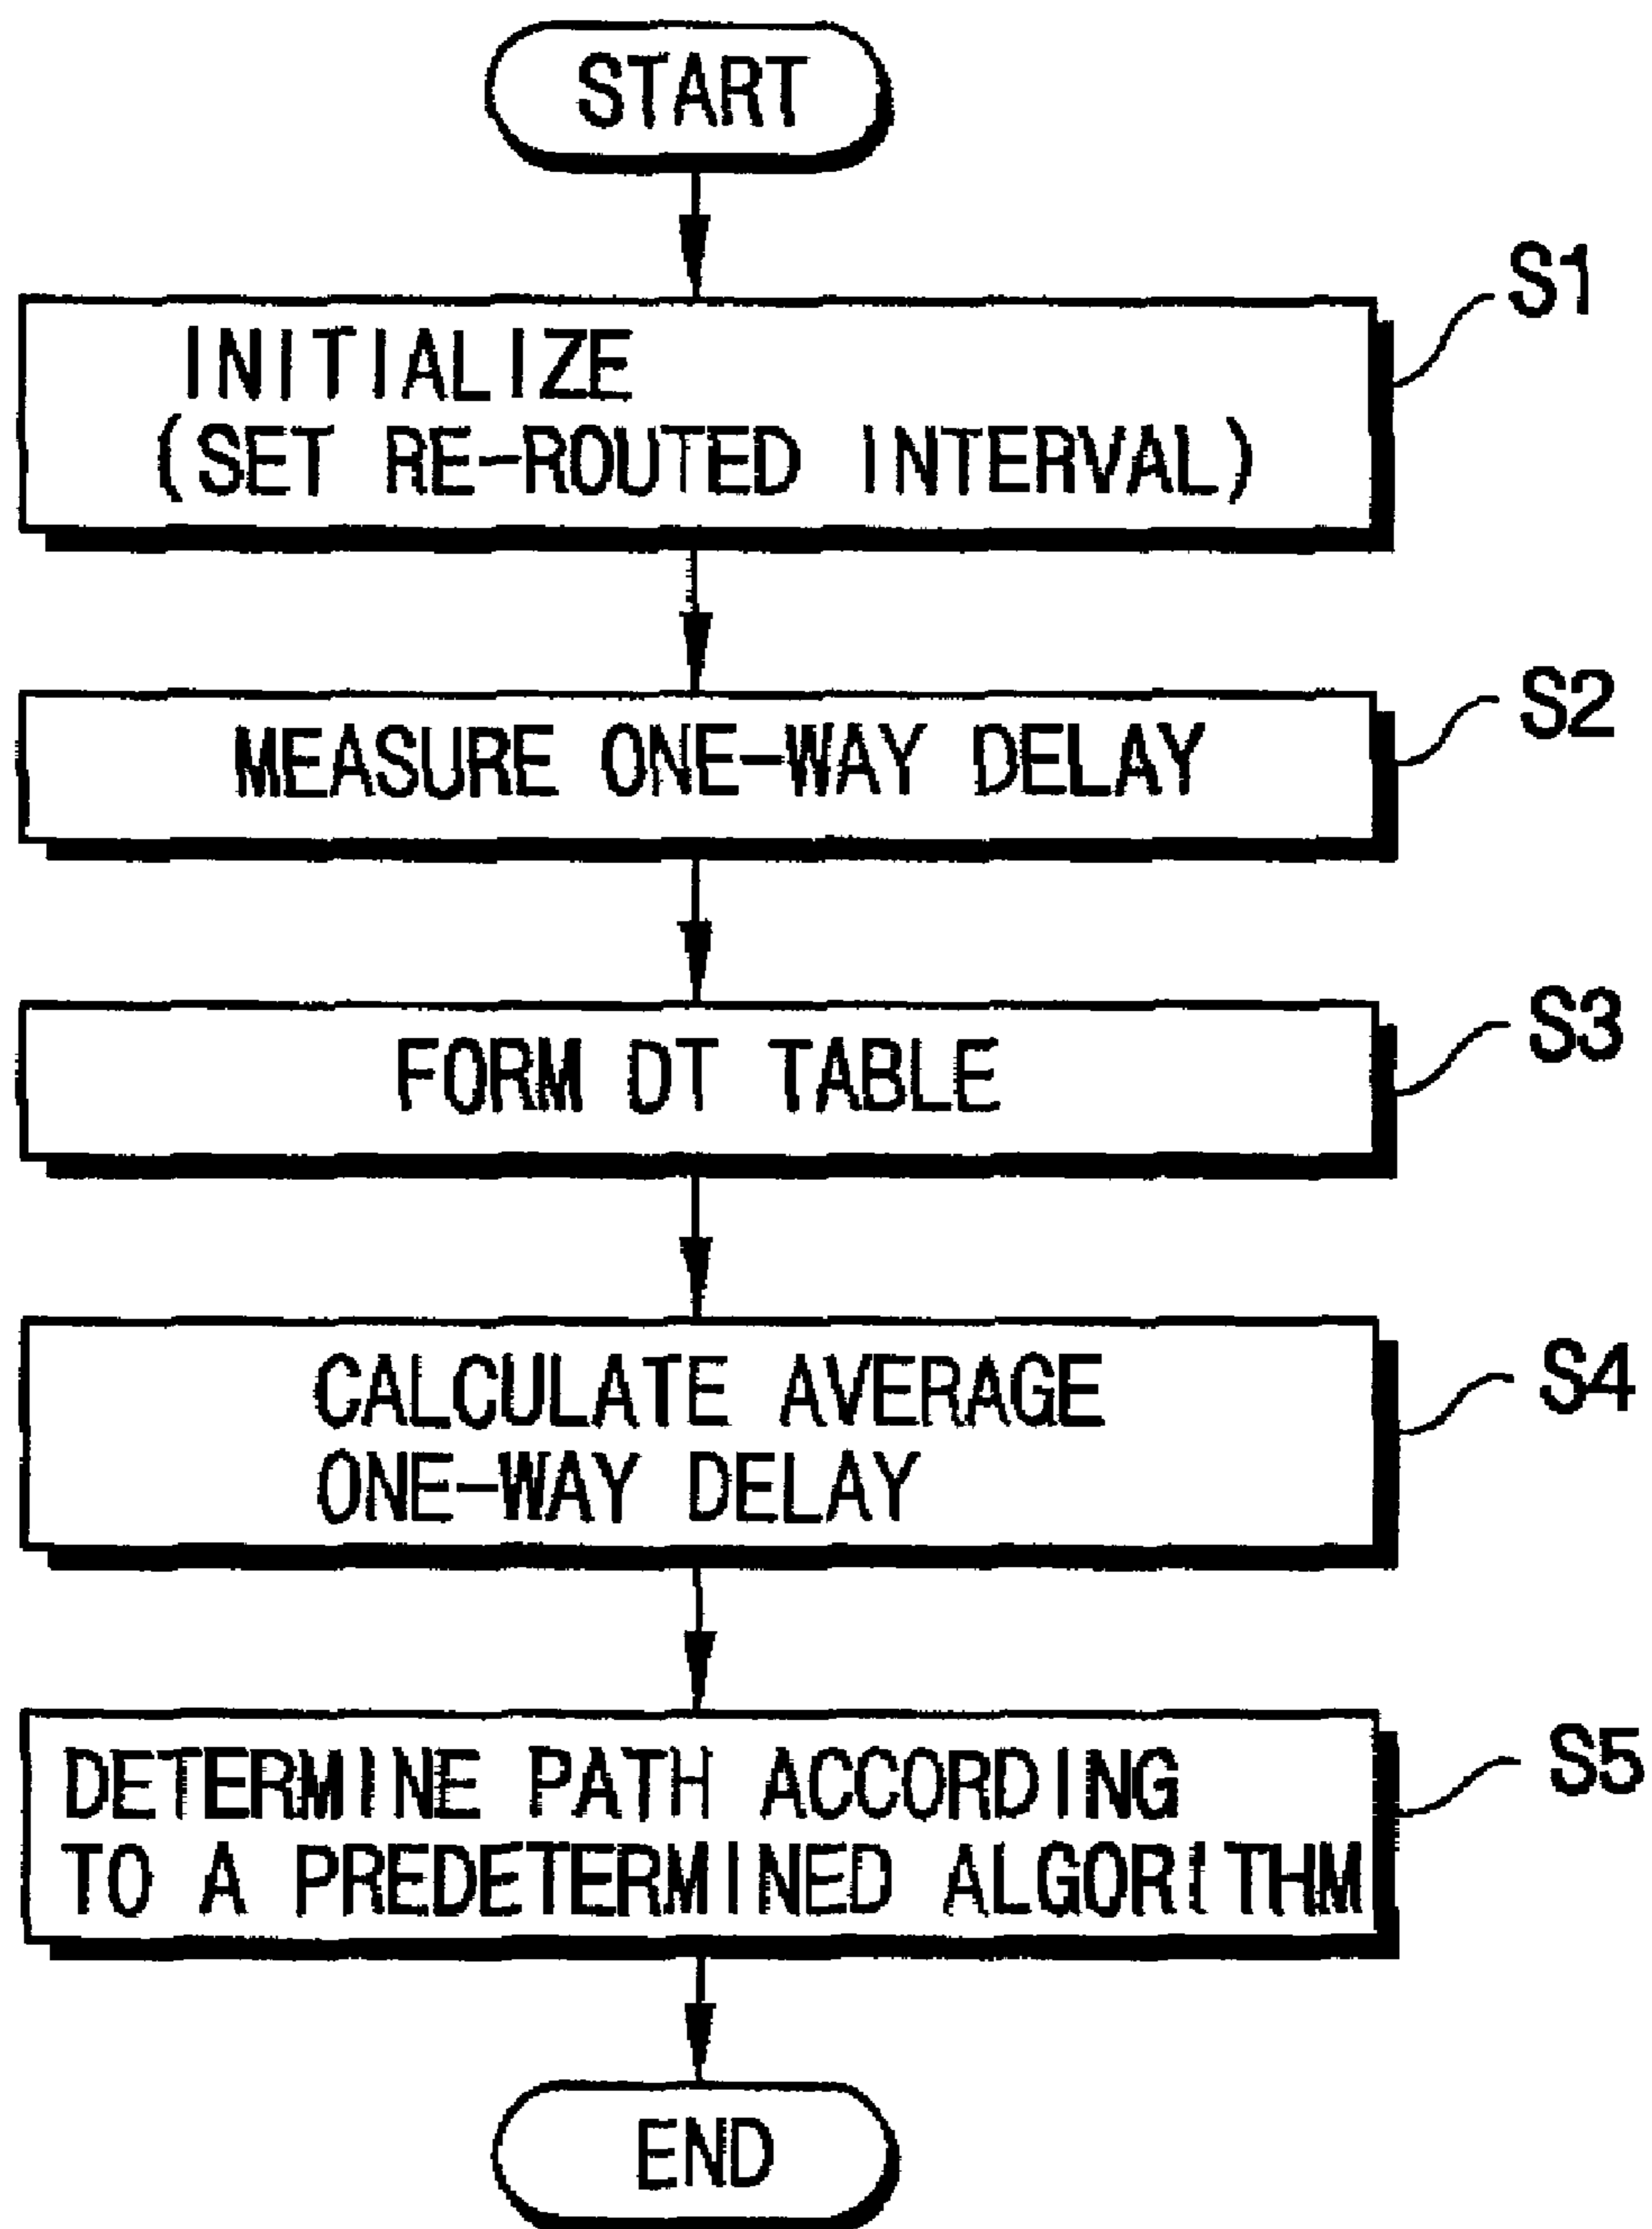 START
S1
INITIALIZE
(SET RE-ROUTED INTERVAL)
S2
MEASURE ONE-WAY DELAY
S3
FORM DT TABLE
S4
CALCULATE AVERAGE
ONE-WAY DELAY
S5
DETERMINE PATH ACCORDING
TO A PREDETERMINED ALGORITHM
END